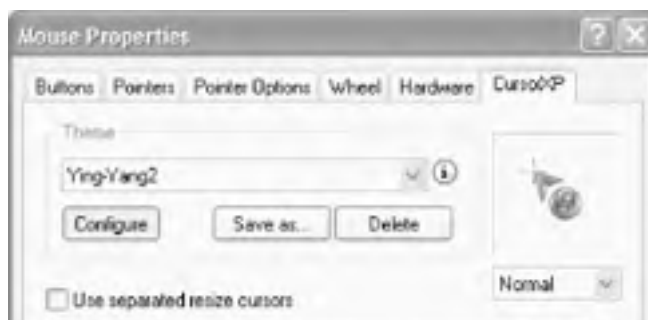 Mouse Properties
Buttons Pointers Pointer Options Wheel Hardware CursorXP
Theme
Ying-Yang2
Configure Save as... Delete
Normal
Use separated resize cursors